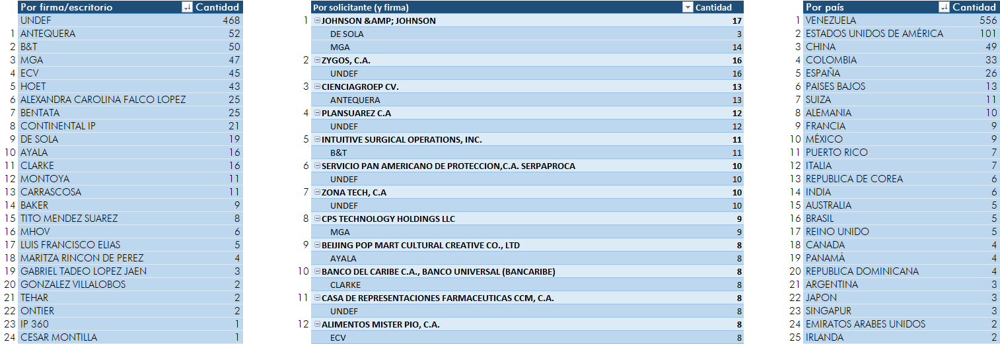 Por firma/escritorio Cantidad
UNDEF 468
1 ANTEQUERA 52
2 B&T 50
3 MGA 47
4 ECV 45
5 HOET 43
6 ALEXANDRA CAROLINA FALCO LOPEZ 25
7 BENTATA 25
8 CONTINENTAL IP 21
9 DE SOLA 19
10 AYALA 16
11 CLARKE 16
12 MONTOYA 11
13 CARRASCOSA 11
14 BAKER 9
15 TITO MENDEZ SUAREZ 8
16 MHOV 6
17 LUIS FRANCISCO ELIAS 5
18 MARITZA RINCON DE PEREZ 4
19 GABRIEL TADEO LOPEZ JAEN 3
20 GONZALEZ VILLALOBOS 2
21 TEHAR 2
22 ONTIER 2
23 IP 360 1
24 CESAR MONTILLA 1
Por solicitante (y firma) Cantidad
1 JOHNSON &AMP; JOHNSON 17
DE SOLA 3
MGA 14
2 ZYGOS, C.A. 16
UNDEF 16
3 CIENCIAGROEP CV. 13
ANTEQUERA 13
4 PLANSUAREZ C.A 12
UNDEF 12
5 INTUITIVE SURGICAL OPERATIONS, INC. 11
B&T 11
6 SERVICIO PAN AMERICANO DE PROTECCION,C.A. SERPAPROCA 10
UNDEF 10
7 ZONA TECH, C.A 10
UNDEF 10
8 CPS TECHNOLOGY HOLDINGS LLC 9
MGA 9
9 BEIJING POP MART CULTURAL CREATIVE CO., LTD 8
AYALA 8
10 BANCO DEL CARIBE C.A., BANCO UNIVERSAL (BANCARIBE) 8
CLARKE 8
11 CASA DE REPRESENTACIONES FARMACEUTICAS CCM, C.A. 8
UNDEF 8
12 ALIMENTOS MISTER PIO, C.A. 8
ECV 8
Por país Cantidad
1 VENEZUELA 556
2 ESTADOS UNIDOS DE AMÉRICA 101
3 CHINA 49
4 COLOMBIA 33
5 ESPAÑA 26
6 PAISES BAJOS 13
7 SUIZA 11
8 ALEMANIA 10
9 FRANCIA 9
10 MÉXICO 9
11 PUERTO RICO 7
12 ITALIA 7
13 REPUBLICA DE COREA 6
14 INDIA 6
15 AUSTRALIA 5
16 BRASIL 5
17 REINO UNIDO 5
18 CANADA 4
19 PANAMÁ 4
20 REPUBLICA DOMINICANA 4
21 ARGENTINA 3
22 JAPON 3
23 SINGAPUR 3
24 EMIRATOS ARABES UNIDOS 2
25 IRLANDA 2